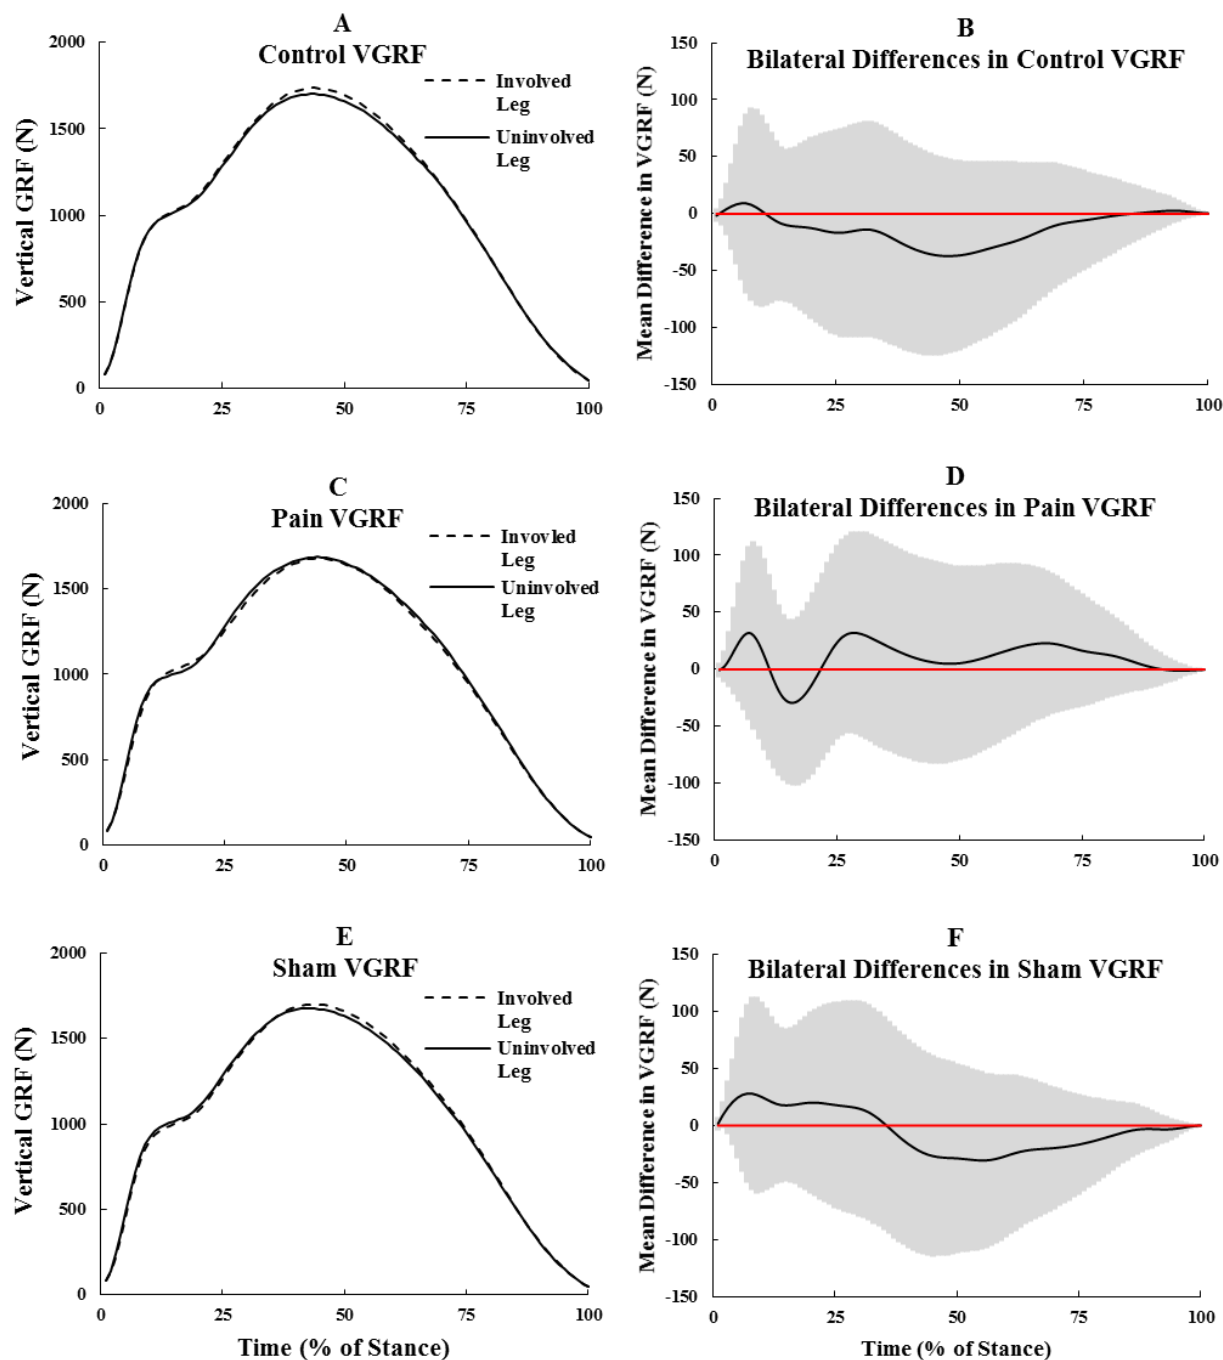 A
Control VGRF
Involved
Leg
Uninvolved
Leg
Vertical GRF (N)
2000
1500
1000
500
0
0 25 50 75 100
B
Bilateral Differences in Control VGRF
Mean Difference in VGRF (N)
150
100
50
0
-50
-100
-150
0 25 50 75 100
C
Pain VGRF
Invovled
Leg
Uninvolved
Leg
Vertical GRF (N)
2000
1500
1000
500
0
0 25 50 75 100
D
Bilateral Differences in Pain VGRF
Mean Difference in VGRF (N)
150
100
50
0
-50
-100
-150
0 25 50 75 100
E
Sham VGRF
Involved
Leg
Uninvolved
Leg
Vertical GRF (N)
2000
1500
1000
500
0
0 25 50 75 100
Time (% of Stance)
F
Bilateral Differences in Sham VGRF
Mean Difference in VGRF (N)
150
100
50
0
-50
-100
-150
0 25 50 75 100
Time (% of Stance)